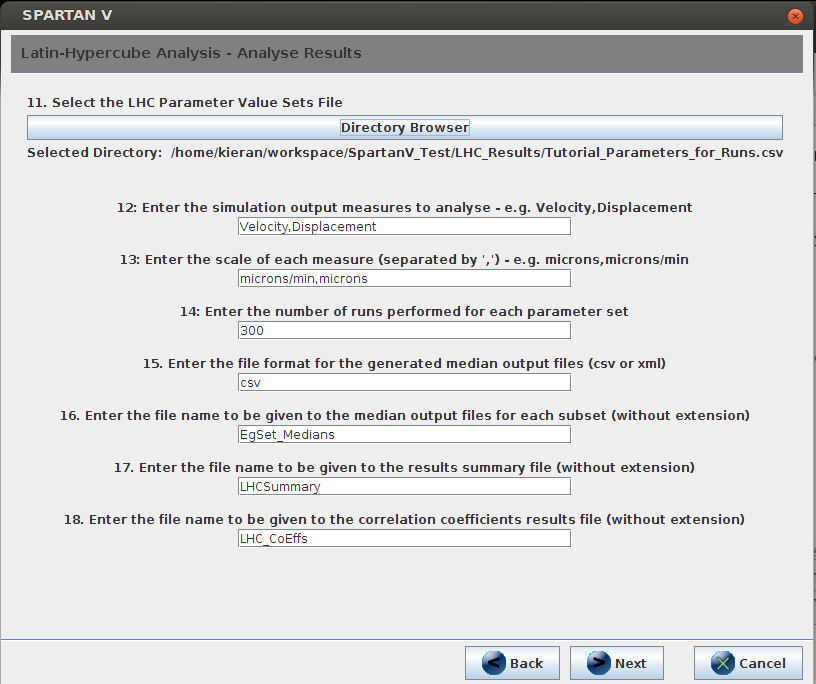 SPARTAN V
Latin-Hypercube Analysis - Analyse Results
11. Select the LHC Parameter Value Sets File
Directory Browser
Selected Directory: /home/kieran/workspace/SpartanV_Test/LHC_Results/Tutorial_Parameters_for_Runs.csv
12: Enter the simulation output measures to analyse - e.g. Velocity,Displacement
Velocity,Displacement
13: Enter the scale of each measure (separated by ',') - e.g. microns,microns/min
microns/min,microns
14: Enter the number of runs performed for each parameter set
300
15. Enter the file format for the generated median output files (csv or xml)
csv
16. Enter the file name to be given to the median output files for each subset (without extension)
EgSet_Medians
17. Enter the file name to be given to the results summary file (without extension)
LHCSummary
18. Enter the file name to be given to the correlation coefficients results file (without extension)
LHC_CoEffs
Back Next Cancel